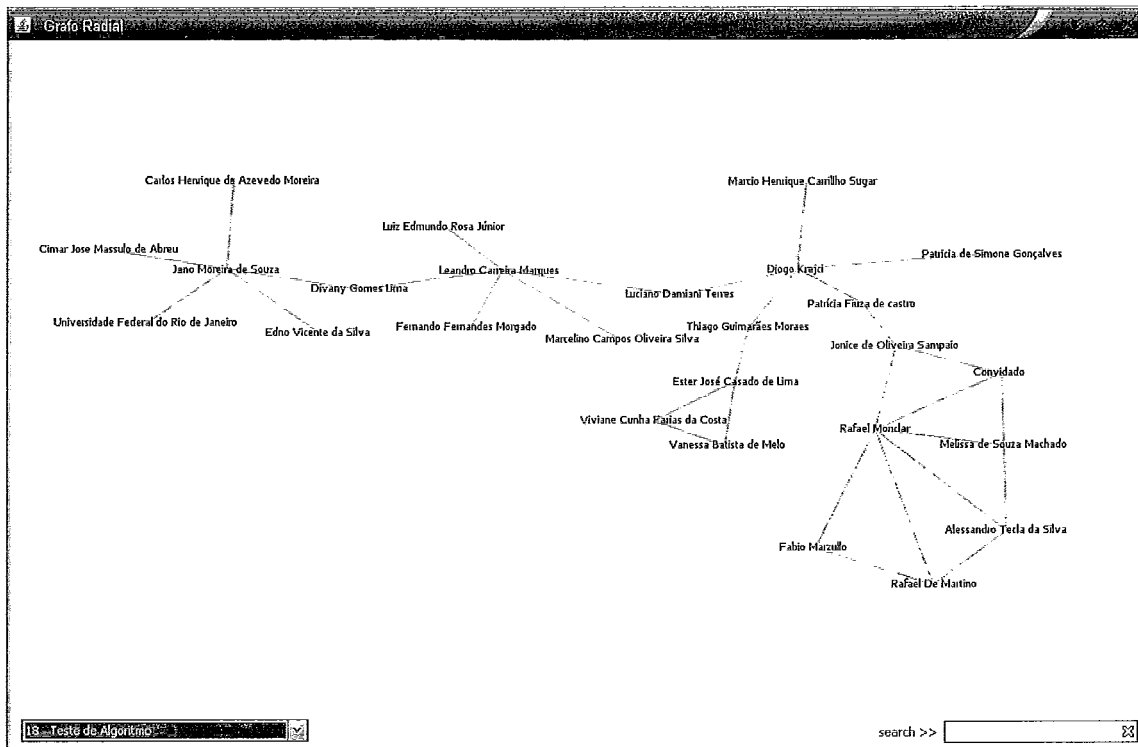 Grafo Radial
Carlos Henrique de Azevedo Moreira
Marcio Henrique Carrilho Sugar
Luiz Edmundo Rosa Júnior
Cimar Jose Massulo de Abreu
Patrícia de Simone Gonçalves
Jano Moreira de Souza
Leandro Carreira Marques
Diogo Krejci
Divany Gomes Lima
Luciano Damiani Terres
Patrícia Fiuza de castro
Universidade Federal do Rio de Janeiro
Edno Vicente da Silva
Fernando Fernandes Morgado
Thiago Guimarães Moraes
Marcelino Campos Oliveira Silva
Jonice de Oliveira Sampaio
Convidado
Ester José Casado de Lima
Viviane Cunha Farias da Costa
Rafael Monclar
Vanessa Batista de Melo
Melissa de Souza Machado
Alessandro Tecla da Silva
Fabio Marzullo
Rafael De Martino
18 - Teste de Algoritmo
search >>